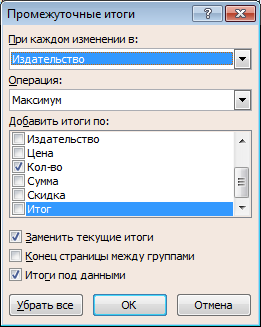 Промежуточные итоги
При каждом изменении в:
Издательство
Операция:
Максимум
Добавить итоги по:
Издательство
Цена
Кол-во
Сумма
Скидка
Итог
Заменить текущие итоги
Конец страницы между группами
Итоги под данными
Убрать все
ОК
Отмена